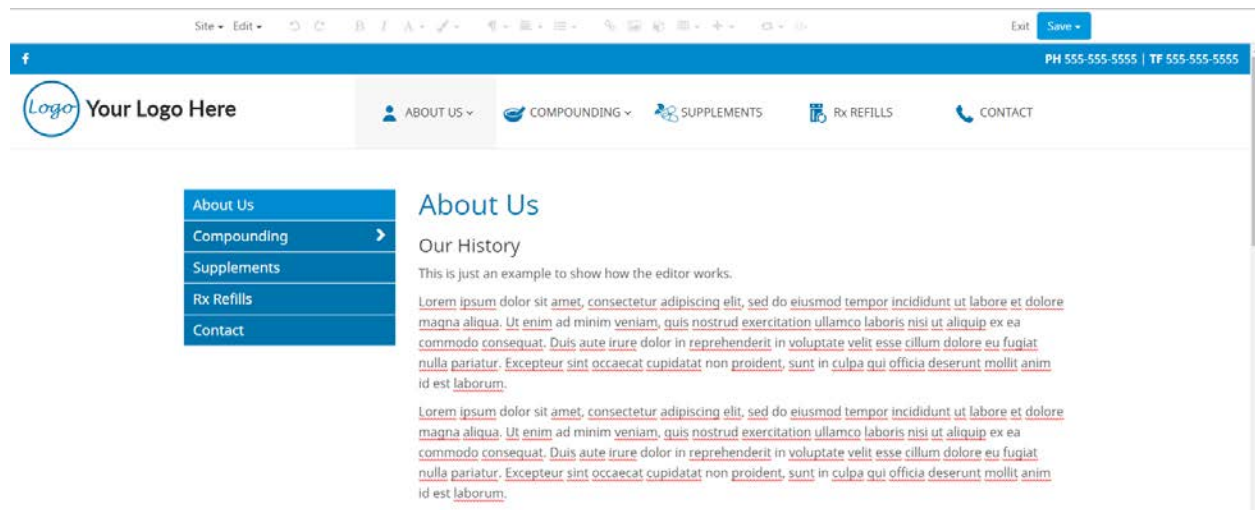 Site Edit B I A Exit Save
f PH 555-555-5555 | TF 555-555-5555
Logo Your Logo Here ABOUT US COMPOUNDING SUPPLEMENTS Rx REFILLS CONTACT
About Us
Compounding
Supplements
Rx Refills
Contact
About Us
Our History
This is just an example to show how the editor works.
Lorem ipsum dolor sit amet, consectetur adipiscing elit, sed do eiusmod tempor incididunt ut labore et dolore
magna aliqua. Ut enim ad minim veniam, quis nostrud exercitation ullamco laboris nisi ut aliquip ex ea
commodo consequat. Duis aute irure dolor in reprehenderit in voluptate velit esse cillum dolore eu fugiat
nulla pariatur. Excepteur sint occaecat cupidatat non proident, sunt in culpa qui officia deserunt mollit anim
id est laborum.
Lorem ipsum dolor sit amet, consectetur adipiscing elit, sed do eiusmod tempor incididunt ut labore et dolore
magna aliqua. Ut enim ad minim veniam, quis nostrud exercitation ullamco laboris nisi ut aliquip ex ea
commodo consequat. Duis aute irure dolor in reprehenderit in voluptate velit esse cillum dolore eu fugiat
nulla pariatur. Excepteur sint occaecat cupidatat non proident, sunt in culpa qui officia deserunt mollit anim
id est laborum.